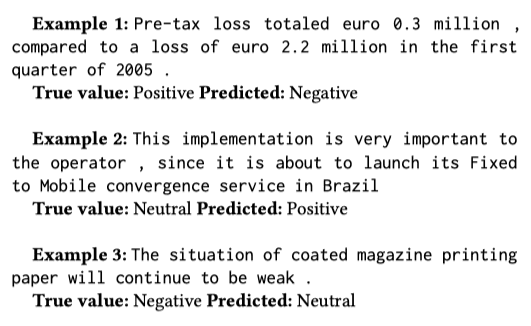 Example 1: Pre-tax loss totaled euro 0.3 million ,
compared to a loss of euro 2.2 million in the first
quarter of 2005 .
True value: Positive Predicted: Negative
Example 2: This implementation is very important to
the operator , since it is about to launch its Fixed
to Mobile convergence service in Brazil
True value: Neutral Predicted: Positive
Example 3: The situation of coated magazine printing
paper will continue to be weak .
True value: Negative Predicted: Neutral